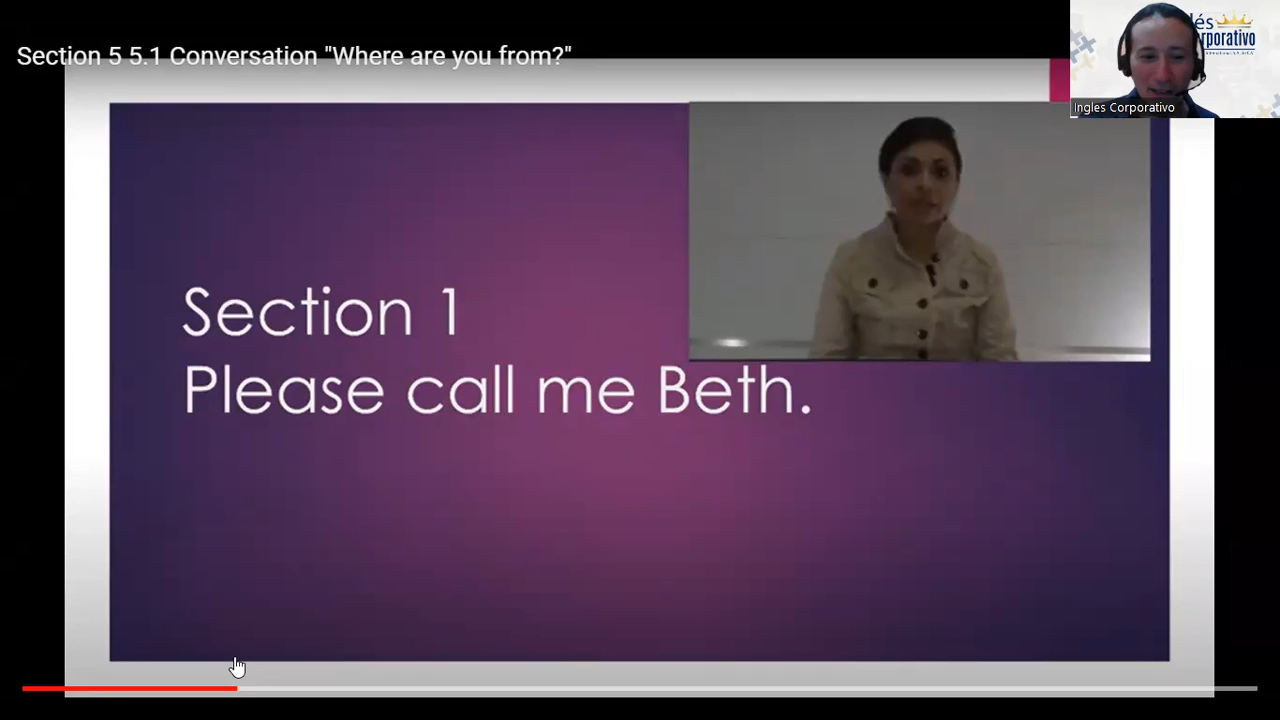 Section 5 5.1 Conversation "Where are you from?"
Section 1
Please call me Beth.
Ingles Corporativo